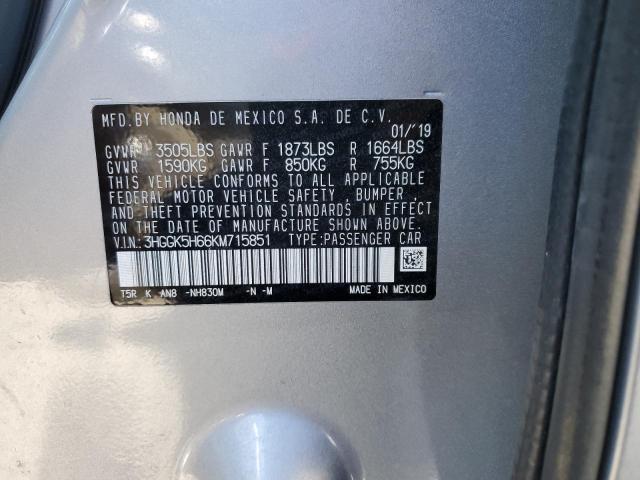 MFD.BY HONDA DE MEXICO S.A. DE C.V.
01/'19
GVWR 3505LBS GAWR F 1873LBS R 1664LBS
GVWR 1590KG GAWR F 850KG R 755KG
THIS VEHICLE CONFORMS TO ALL APPLICABLE
FEDERAL MOTOR VEHICLE SAFETY, BUMPER,
AND THEFT PREVENTION STANDARDS IN EFFECT
ON THE DATE OF MANUFACTURE SHOWN ABOVE.
V.I.N: 3HGGK5H66KM715851 TYPE:PASSENGER CAR
T5R K AN8 -NH830M -N -M MADE IN MEXICO